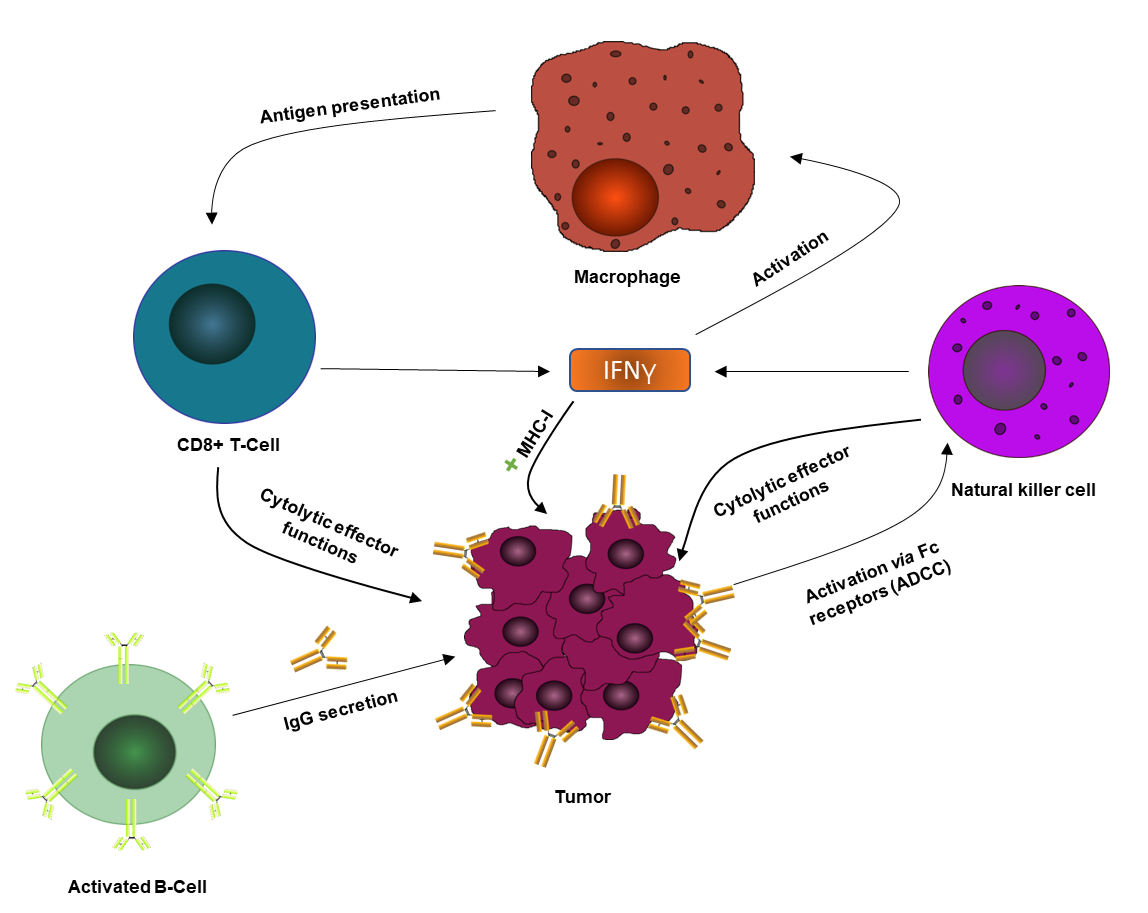 Antigen presentation
Macrophage
Activation
IFNγ
CD8+ T-Cell
+ MHC-I
Natural killer cell
Cytolytic effector
functions
Cytolytic effector
functions
Activation via Fc
receptors (ADCC)
IgG secretion
Tumor
Activated B-Cell